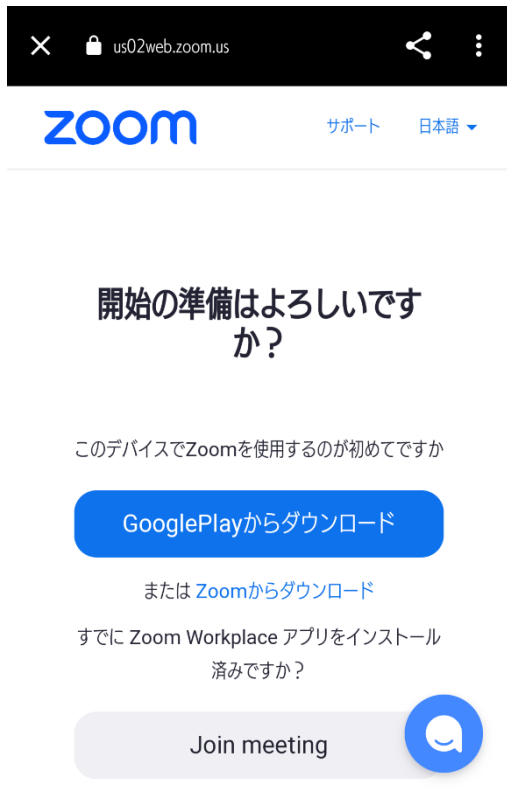 us02web.zoom.us
zoom
サポート 日本語
開始の準備はよろしいです
か？
このデバイスでZoomを使用するのが初めてですか
GooglePlayからダウンロード
または Zoomからダウンロード
すでに Zoom Workplace アプリをインストール
済みですか？
Join meeting